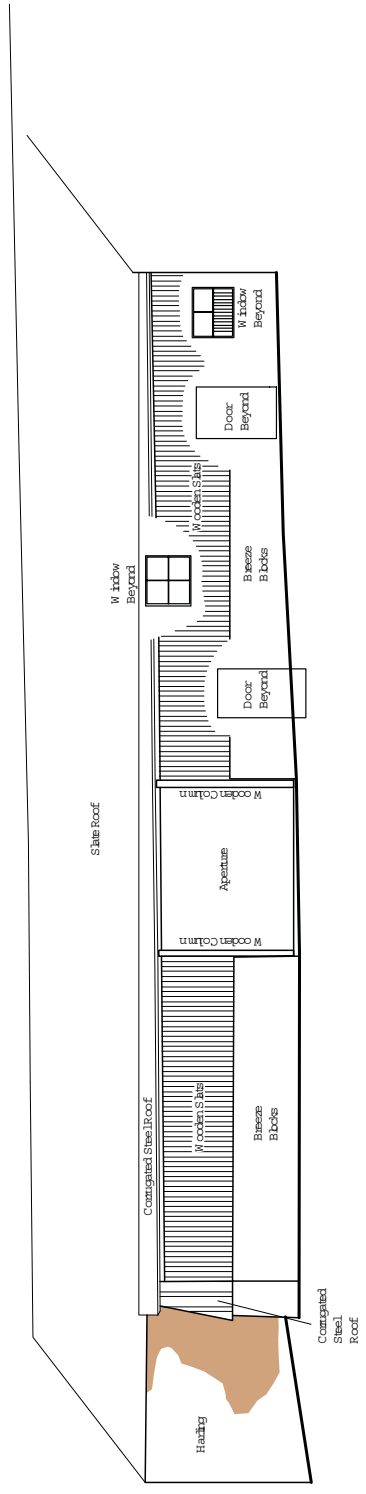 Slate Roof
Window
Beyond
Corrugated Steel Roof
Harling
Wooden Slats
Wooden Column
Aperture
Wooden Column
Wooden Slats
Door
Beyond
Door
Beyond
Window
Beyond
Breeze
Blocks
Breeze
Blocks
Corrugated
Steel
Roof